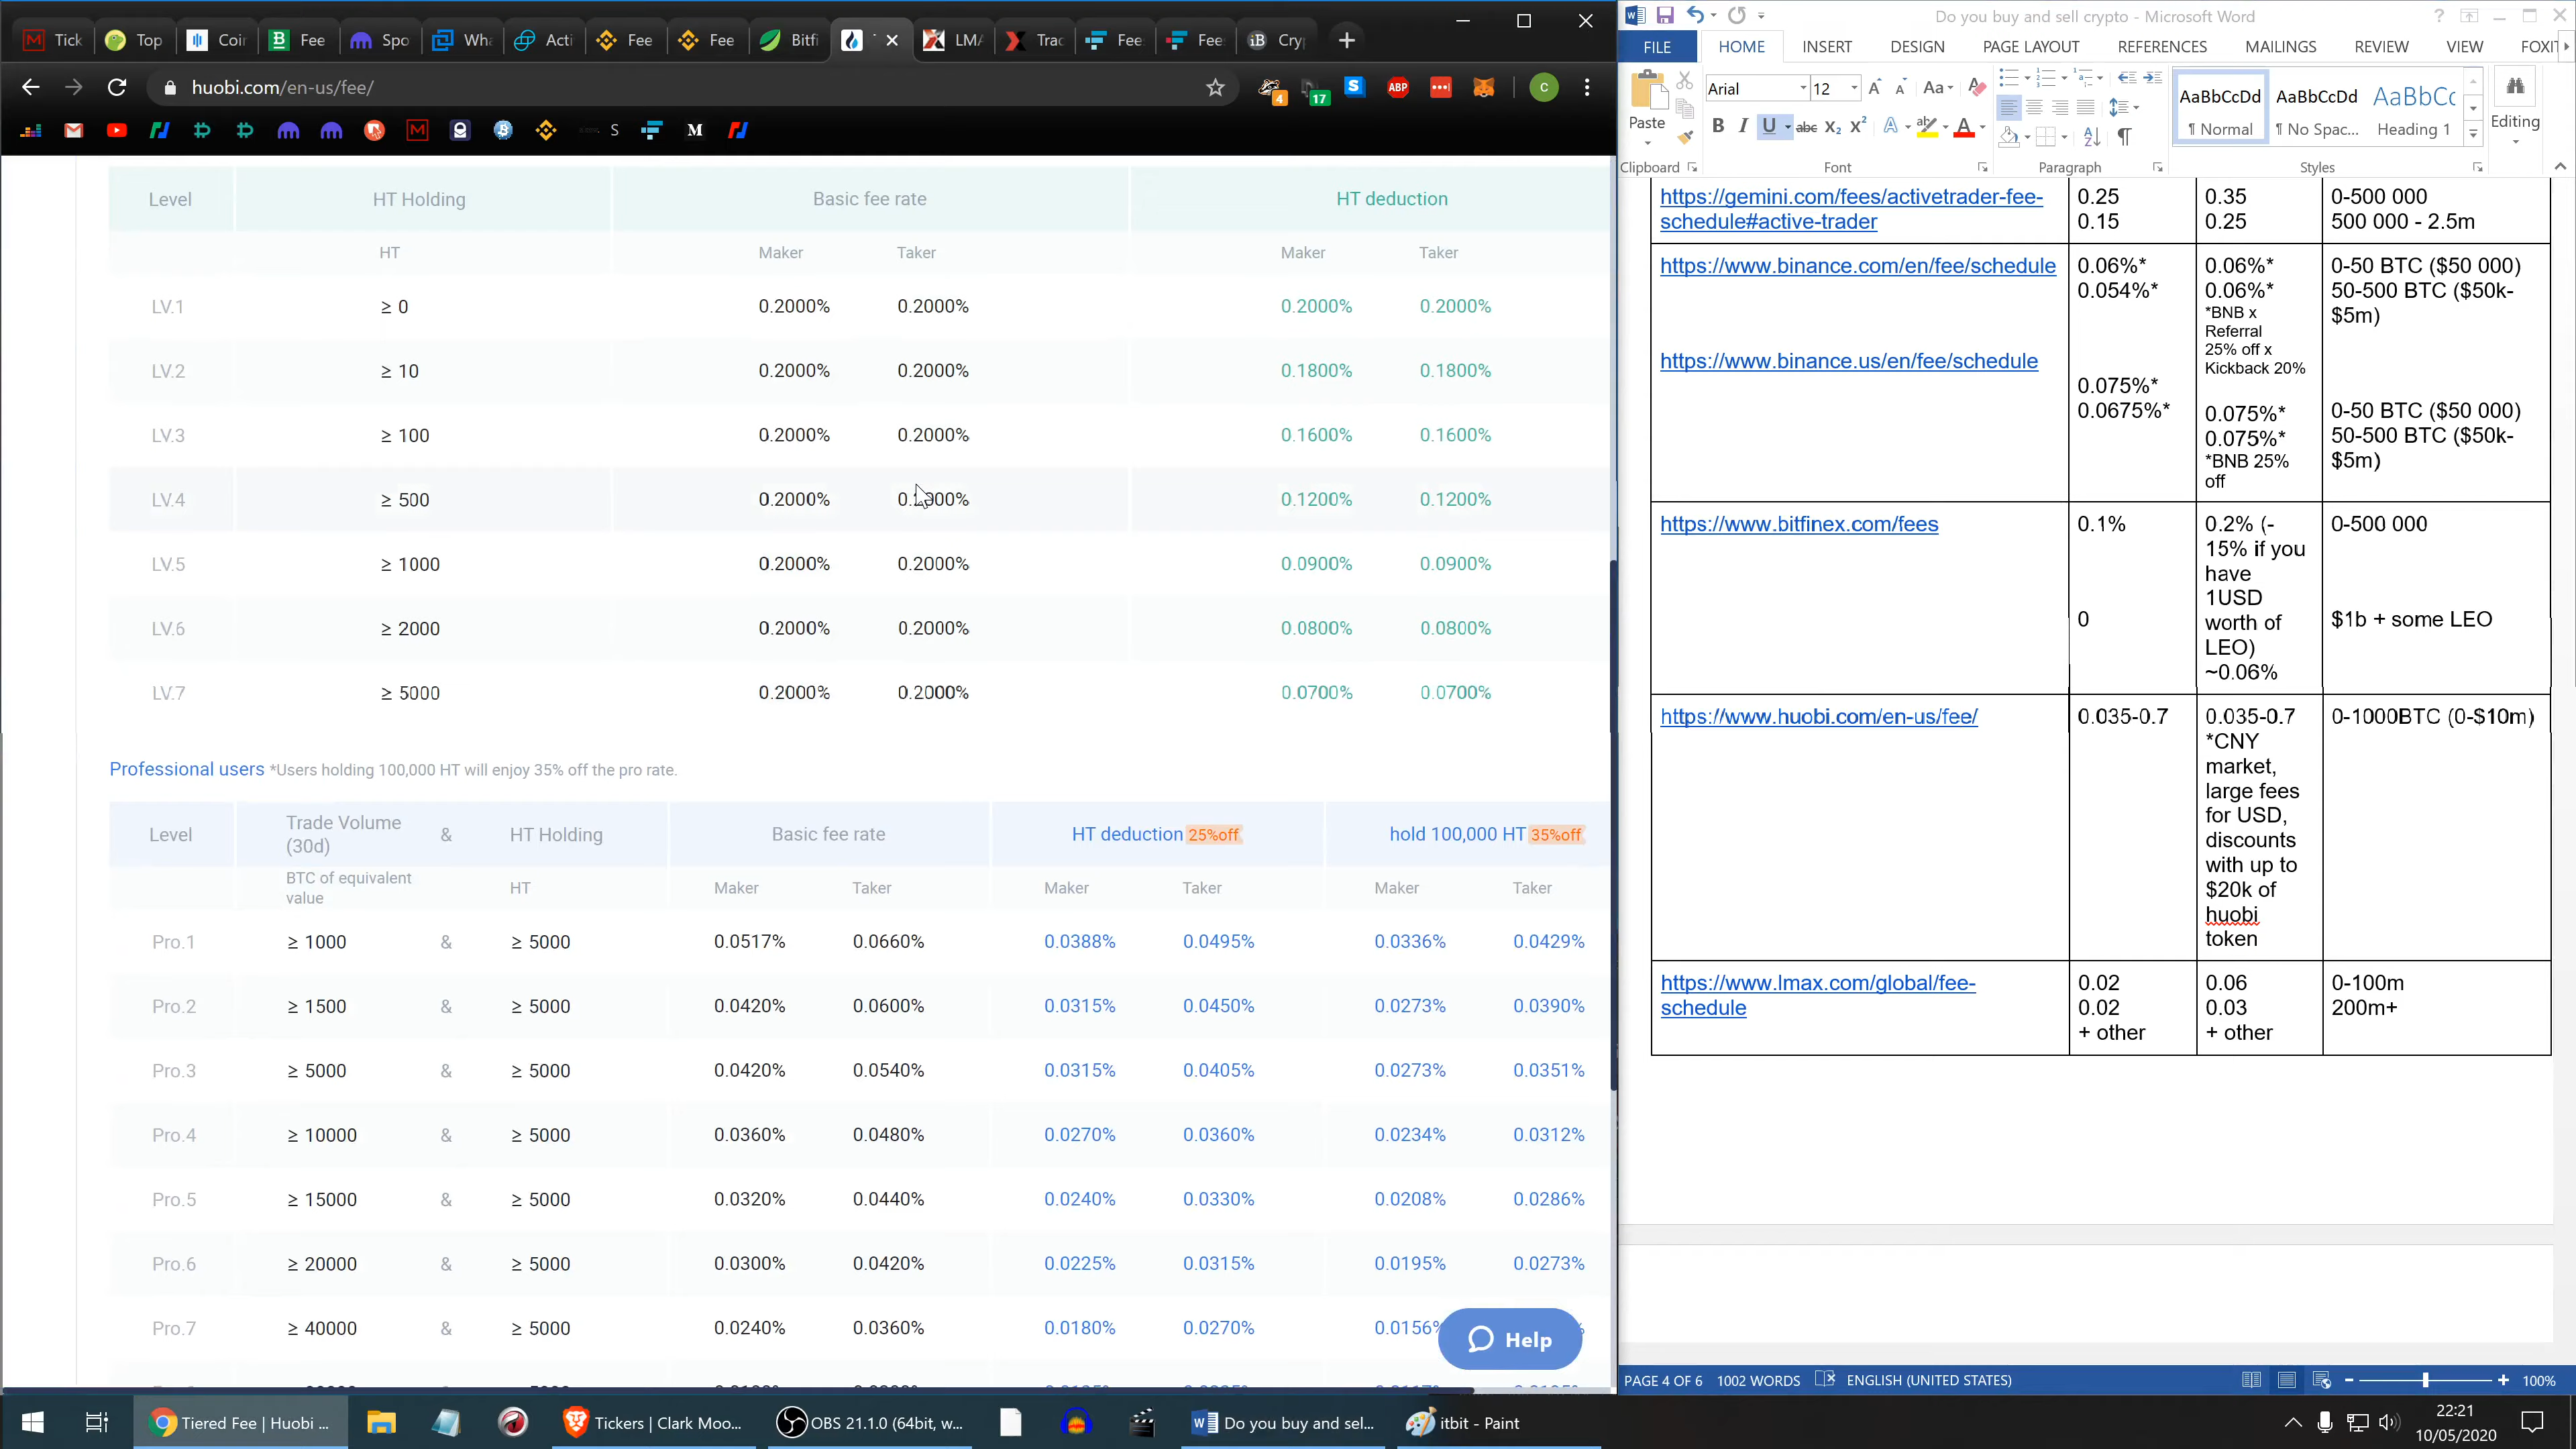 Tick
Top
Coin
Fee
Spo
Wha
Acti
Fee
Fee
Bitfi
LMA
Trac
Fee
Fee
Cryp
huobi.com/en-us/fee/
4
17
S
ABP
c
M
S
M
Level HT Holding Basic fee rate HT deduction
HT Maker Taker Maker Taker
LV.1 ≥ 0 0.2000% 0.2000% 0.2000% 0.2000%
LV.2 ≥ 10 0.2000% 0.2000% 0.1800% 0.1800%
LV.3 ≥ 100 0.2000% 0.2000% 0.1600% 0.1600%
LV.4 ≥ 500 0.2000% 0.2000% 0.1200% 0.1200%
LV.5 ≥ 1000 0.2000% 0.2000% 0.0900% 0.0900%
LV.6 ≥ 2000 0.2000% 0.2000% 0.0800% 0.0800%
LV.7 ≥ 5000 0.2000% 0.2000% 0.0700% 0.0700%
Professional users *Users holding 100,000 HT will enjoy 35% off the pro rate.
Level Trade Volume (30d) & HT Holding Basic fee rate HT deduction 25%off hold 100,000 HT 35%off
BTC of equivalent value HT Maker Taker Maker Taker Maker Taker
Pro.1 ≥ 1000 & ≥ 5000 0.0517% 0.0660% 0.0388% 0.0495% 0.0336% 0.0429%
Pro.2 ≥ 1500 & ≥ 5000 0.0420% 0.0600% 0.0315% 0.0450% 0.0273% 0.0390%
Pro.3 ≥ 5000 & ≥ 5000 0.0420% 0.0540% 0.0315% 0.0405% 0.0273% 0.0351%
Pro.4 ≥ 10000 & ≥ 5000 0.0360% 0.0480% 0.0270% 0.0360% 0.0234% 0.0312%
Pro.5 ≥ 15000 & ≥ 5000 0.0320% 0.0440% 0.0240% 0.0330% 0.0208% 0.0286%
Pro.6 ≥ 20000 & ≥ 5000 0.0300% 0.0420% 0.0225% 0.0315% 0.0195% 0.0273%
Pro.7 ≥ 40000 & ≥ 5000 0.0240% 0.0360% 0.0180% 0.0270% 0.0156%
Help
Do you buy and sell crypto - Microsoft Word
FILE HOME INSERT DESIGN PAGE LAYOUT REFERENCES MAILINGS REVIEW VIEW FOXIT
Paste
Arial 12
AaBbCcDd AaBbCcDd AaBbCc
¶ Normal ¶ No Spac... Heading 1
Editing
Clipboard Font Paragraph Styles
https://gemini.com/fees/activetrader-fee-
schedule#active-trader
0.25
0.15
0.35
0.25
0-500 000
500 000 - 2.5m
https://www.binance.com/en/fee/schedule
https://www.binance.us/en/fee/schedule
0.06%*
0.054%*
0.075%*
0.0675%*
0.06%*
0.06%*
*BNB x
Referral
25% off x
Kickback 20%
0.075%*
0.075%*
*BNB 25%
off
0-50 BTC ($50 000)
50-500 BTC ($50k-
$5m)
0-50 BTC ($50 000)
50-500 BTC ($50k-
$5m)
https://www.bitfinex.com/fees
0.1%
0
0.2% (-
15% if you
have
1USD
worth of
LEO)
~0.06%
0-500 000
$1b + some LEO
https://www.huobi.com/en-us/fee/
0.035-0.7
0.035-0.7
*CNY
market,
large fees
for USD,
discounts
with up to
$20k of
huobi
token
0-1000BTC (0-$10m)
https://www.lmax.com/global/fee-
schedule
0.02
0.02
+ other
0.06
0.03
+ other
0-100m
200m+
PAGE 4 OF 6 1002 WORDS ENGLISH (UNITED STATES) 100%
Tiered Fee | Huobi ...
Tickers | Clark Moo...
OBS 21.1.0 (64bit, w...
Do you buy and sel...
itbit - Paint
22:21
10/05/2020